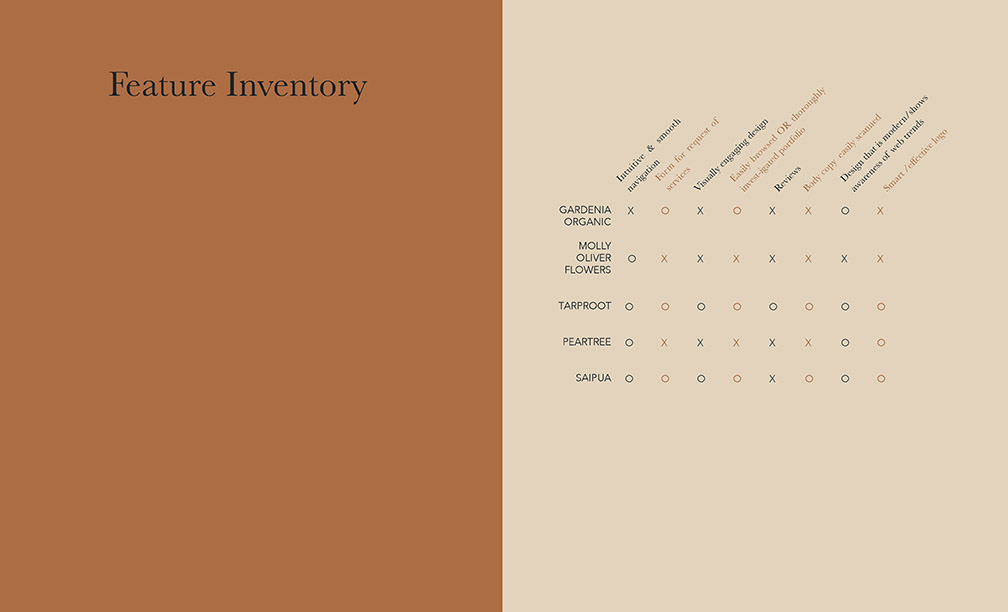 Feature Inventory
Intuitive & smooth
navigation
Form for request of
services
Visually engaging design
Easily browsed OR thoroughly
invest-igated portfolio
Reviews
Body copy easily scanned
Design that is modern/shows
awareness of web trends
Smart/effective logo
GARDENIA X O X O X X O X
ORGANIC
MOLLY
OLIVER O X X X X X X X
FLOWERS
TARPROOT O O O O O O O O
PEARTREE O X X X X X O O
SAIPUA O O O O X O O O